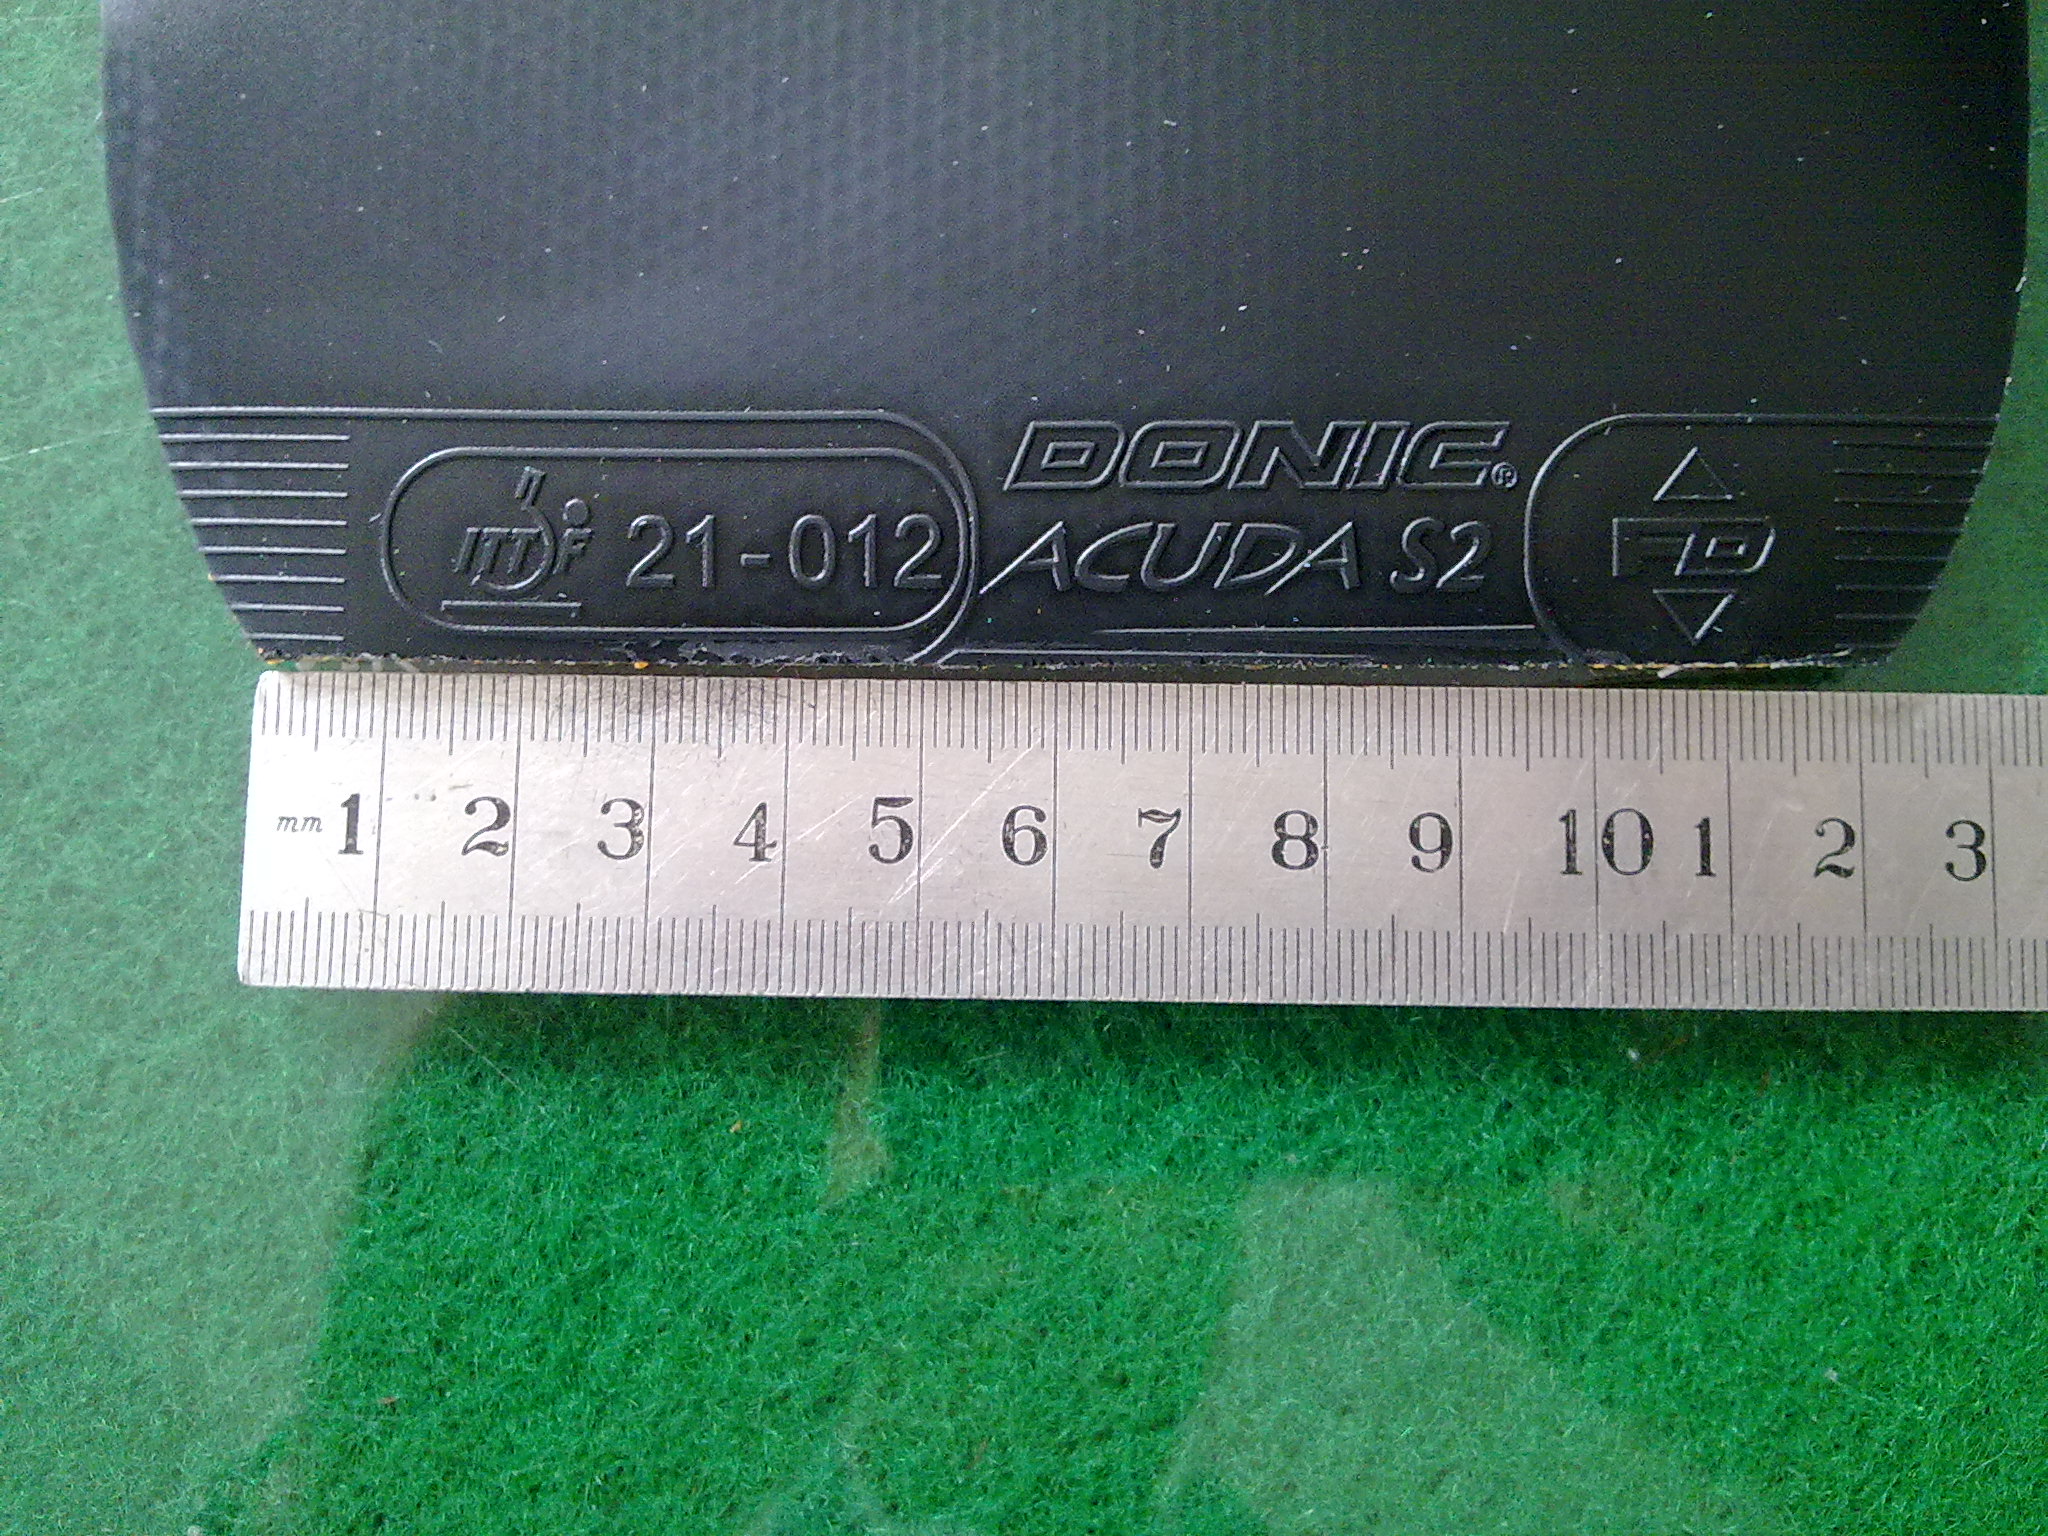 DONIC®
ITTF 21-012 ACUDA S2 FD
mm 1 2 3 4 5 6 7 8 9 10 1 2 3